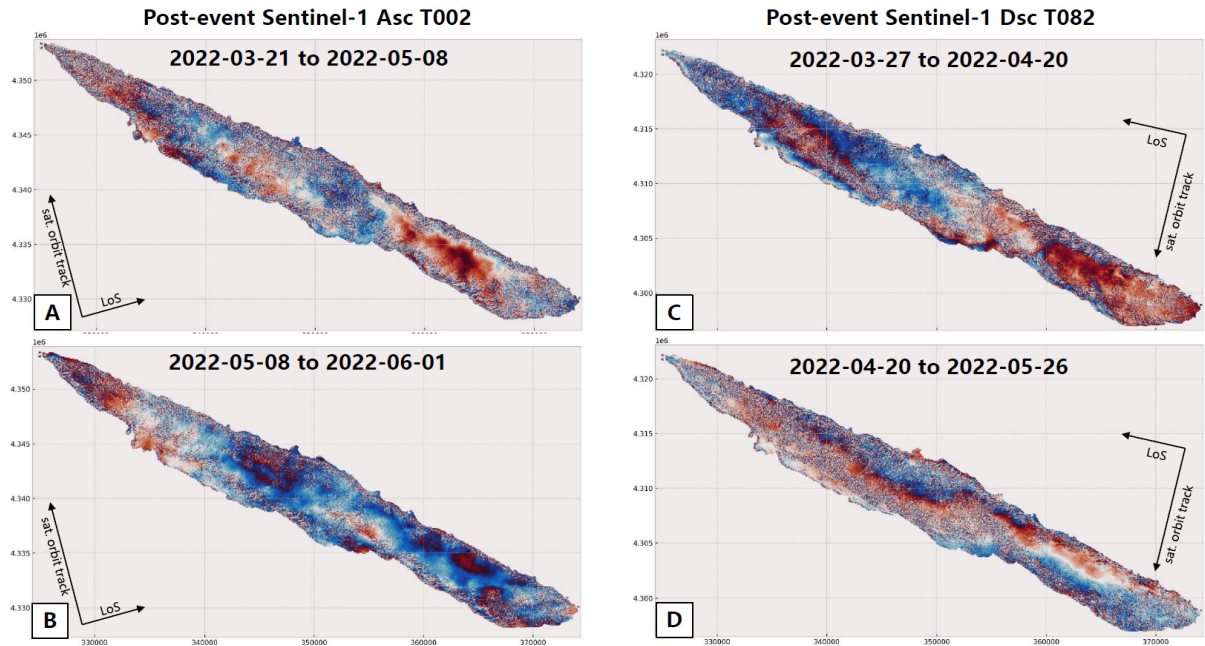 Post-event Sentinel-1 Asc T002
1e6
2022-03-21 to 2022-05-08
4.350
4.345
4.340
4.335
4.330
sat. orbit track
LoS
A
2022-05-08 to 2022-06-01
4.350
4.345
4.340
4.335
4.330
sat. orbit track
LoS
B
330000 340000 350000 360000 370000
Post-event Sentinel-1 Dsc T082
1e6
2022-03-27 to 2022-04-20
4.320
4.315
4.310
4.305
4.300
LoS
sat. orbit track
C
2022-04-20 to 2022-05-26
4.320
4.315
4.310
4.305
4.300
LoS
sat. orbit track
D
330000 340000 350000 360000 370000